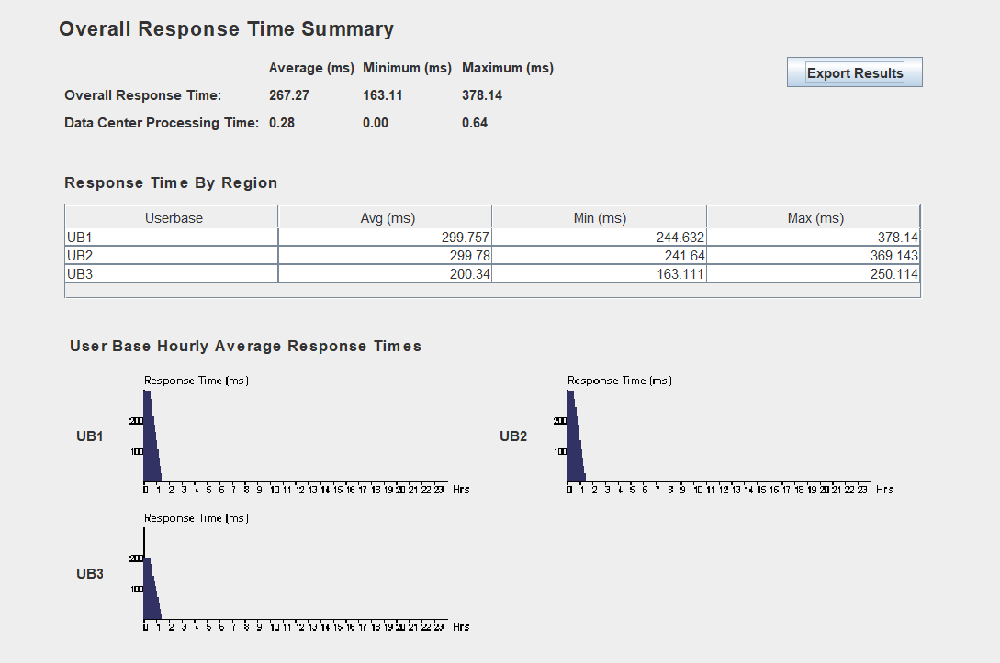 Overall Response Time Summary
Average (ms) Minimum (ms) Maximum (ms)
Export Results
Overall Response Time: 267.27 163.11 378.14
Data Center Processing Time: 0.28 0.00 0.64
Response Time By Region
Userbase Avg (ms) Min (ms) Max (ms)
UB1 299.757 244.632 378.14
UB2 299.78 241.64 369.143
UB3 200.34 163.111 250.114
User Base Hourly Average Response Times
Response Time (ms)
200
UB1
100
0 1 2 3 4 5 6 7 8 9 10 11 12 13 14 15 16 17 18 19 20 21 22 23 Hrs
Response Time (ms)
200
UB2
100
0 1 2 3 4 5 6 7 8 9 10 11 12 13 14 15 16 17 18 19 20 21 22 23 Hrs
Response Time (ms)
200
UB3
100
0 1 2 3 4 5 6 7 8 9 10 11 12 13 14 15 16 17 18 19 20 21 22 23 Hrs